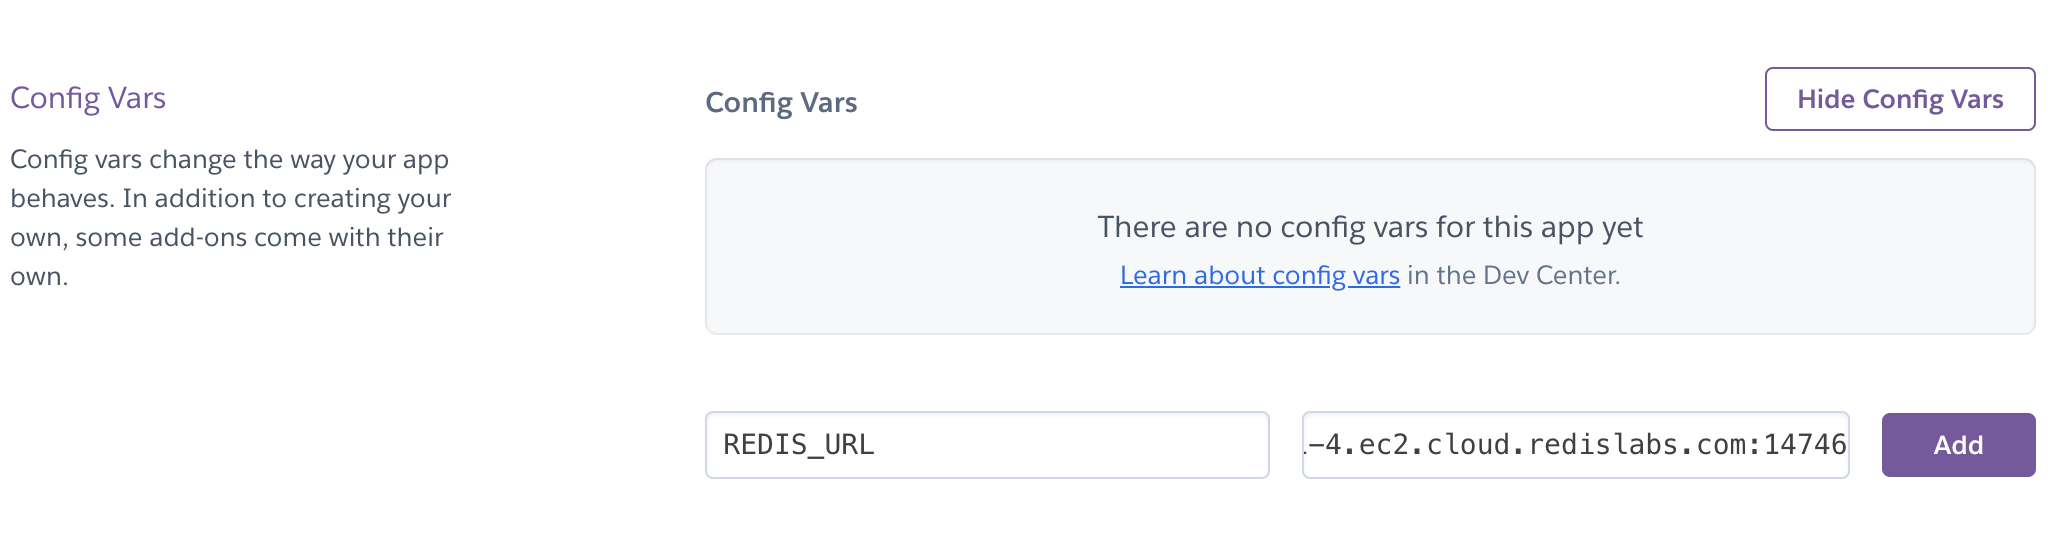 Config Vars
Config vars change the way your app
behaves. In addition to creating your
own, some add-ons come with their
own.
Config Vars
Hide Config Vars
There are no config vars for this app yet
Learn about config vars in the Dev Center.
REDIS_URL
-4.ec2.cloud.redislabs.com:14746
Add